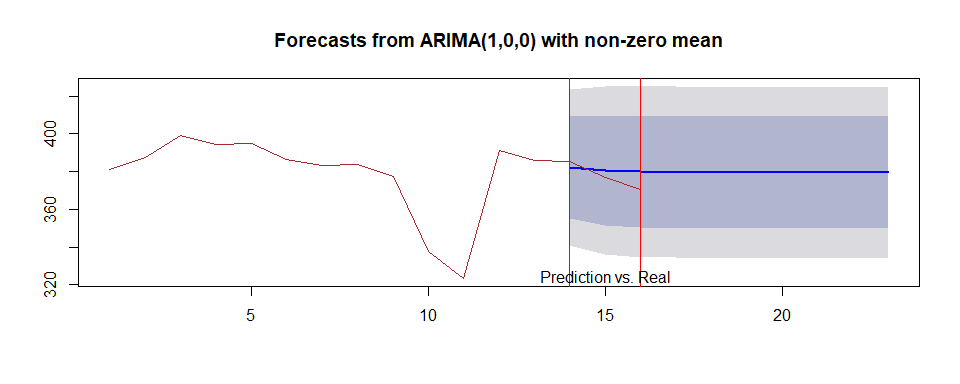 Forecasts from ARIMA(1,0,0) with non-zero mean
400
360
320
Prediction vs. Real
5 10 15 20